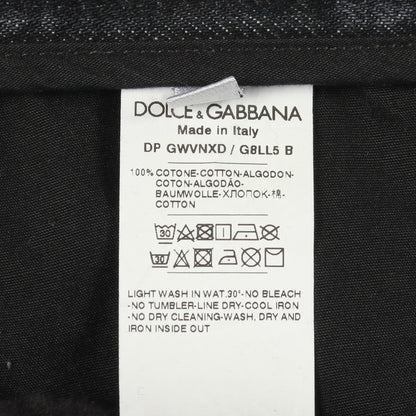 DOLCE & GABBANA
Made in Italy
DP GWVNXD / G8LL5 B
100% COTONE-COTTON-ALGODON-
COTON-ALGODÃO-
BAUMWOLLE-ХЛОПОК-棉-
COTTON
30
30
LIGHT WASH IN WAT.30°-NO BLEACH
-NO TUMBLER-LINE DRY-COOL IRON
-NO DRY CLEANING-WASH, DRY AND
IRON INSIDE OUT